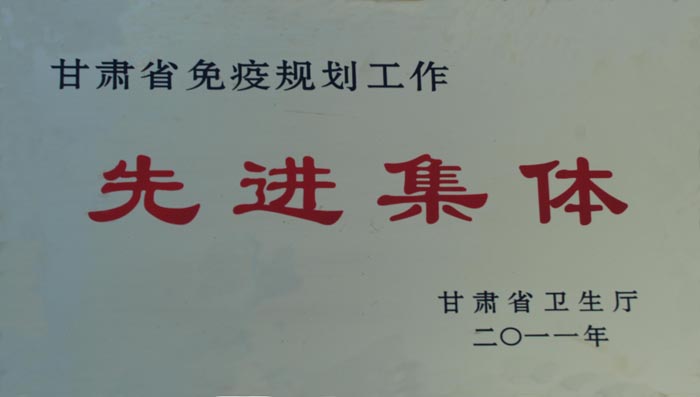 甘肃省免疫规划工作
先进集体
甘肃省卫生厅
二〇一一年